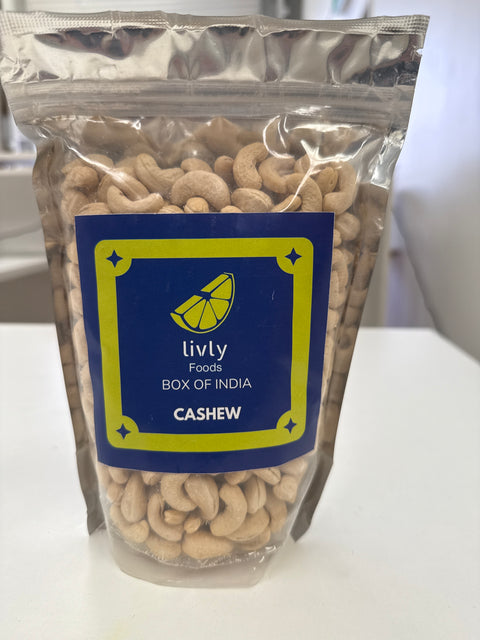 livly
Foods
BOX OF INDIA
CASHEW